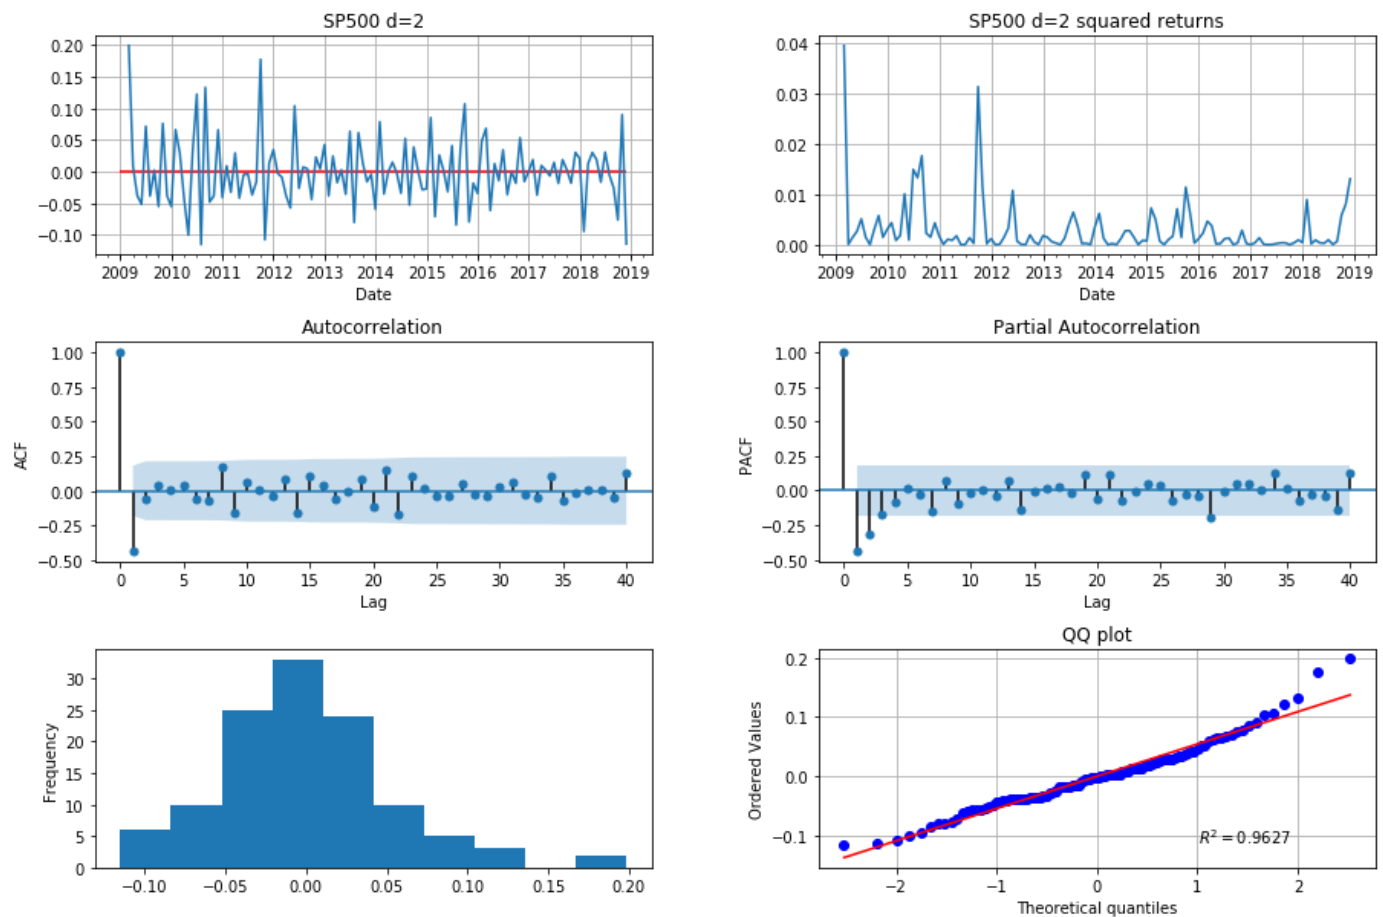 SP500 d=2
0.20
0.15
0.10
0.05
0.00
−0.05
−0.10
2009 2010 2011 2012 2013 2014 2015 2016 2017 2018 2019
Date
SP500 d=2 squared returns
0.04
0.03
0.02
0.01
0.00
2009 2010 2011 2012 2013 2014 2015 2016 2017 2018 2019
Date
Autocorrelation
ACF
1.00
0.75
0.50
0.25
0.00
−0.25
−0.50
0 5 10 15 20 25 30 35 40
Lag
Partial Autocorrelation
PACF
1.00
0.75
0.50
0.25
0.00
−0.25
−0.50
0 5 10 15 20 25 30 35 40
Lag
Frequency
30
25
20
15
10
5
0
−0.10 −0.05 0.00 0.05 0.10 0.15 0.20
QQ plot
Ordered Values
0.2
0.1
0.0
−0.1
R² = 0.9627
−2 −1 0 1 2
Theoretical quantiles